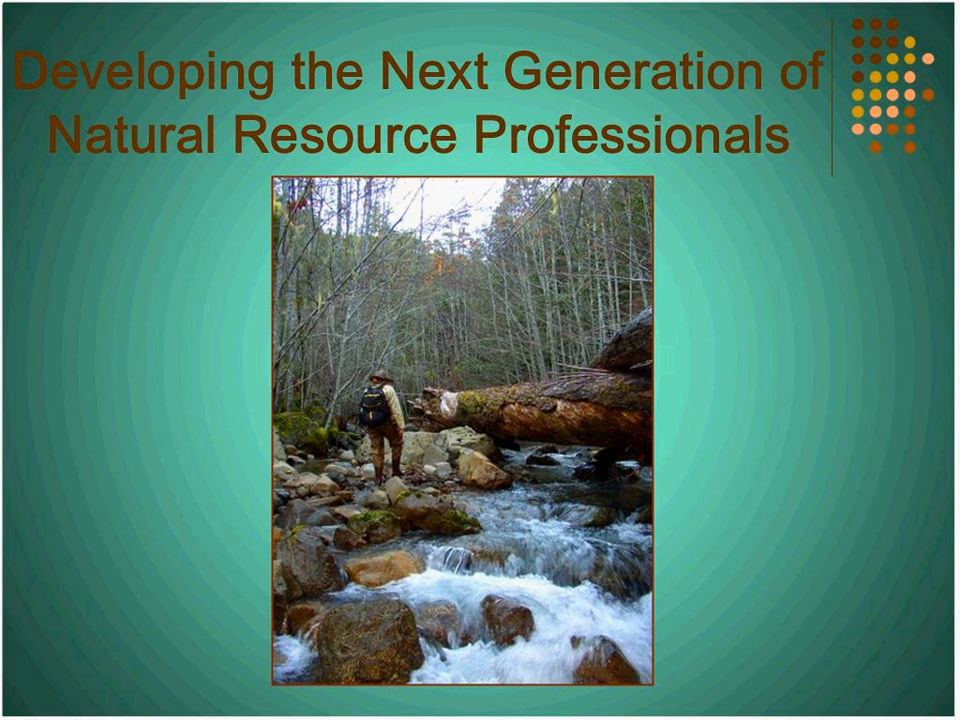 Developing the Next Generation of
Natural Resource Professionals